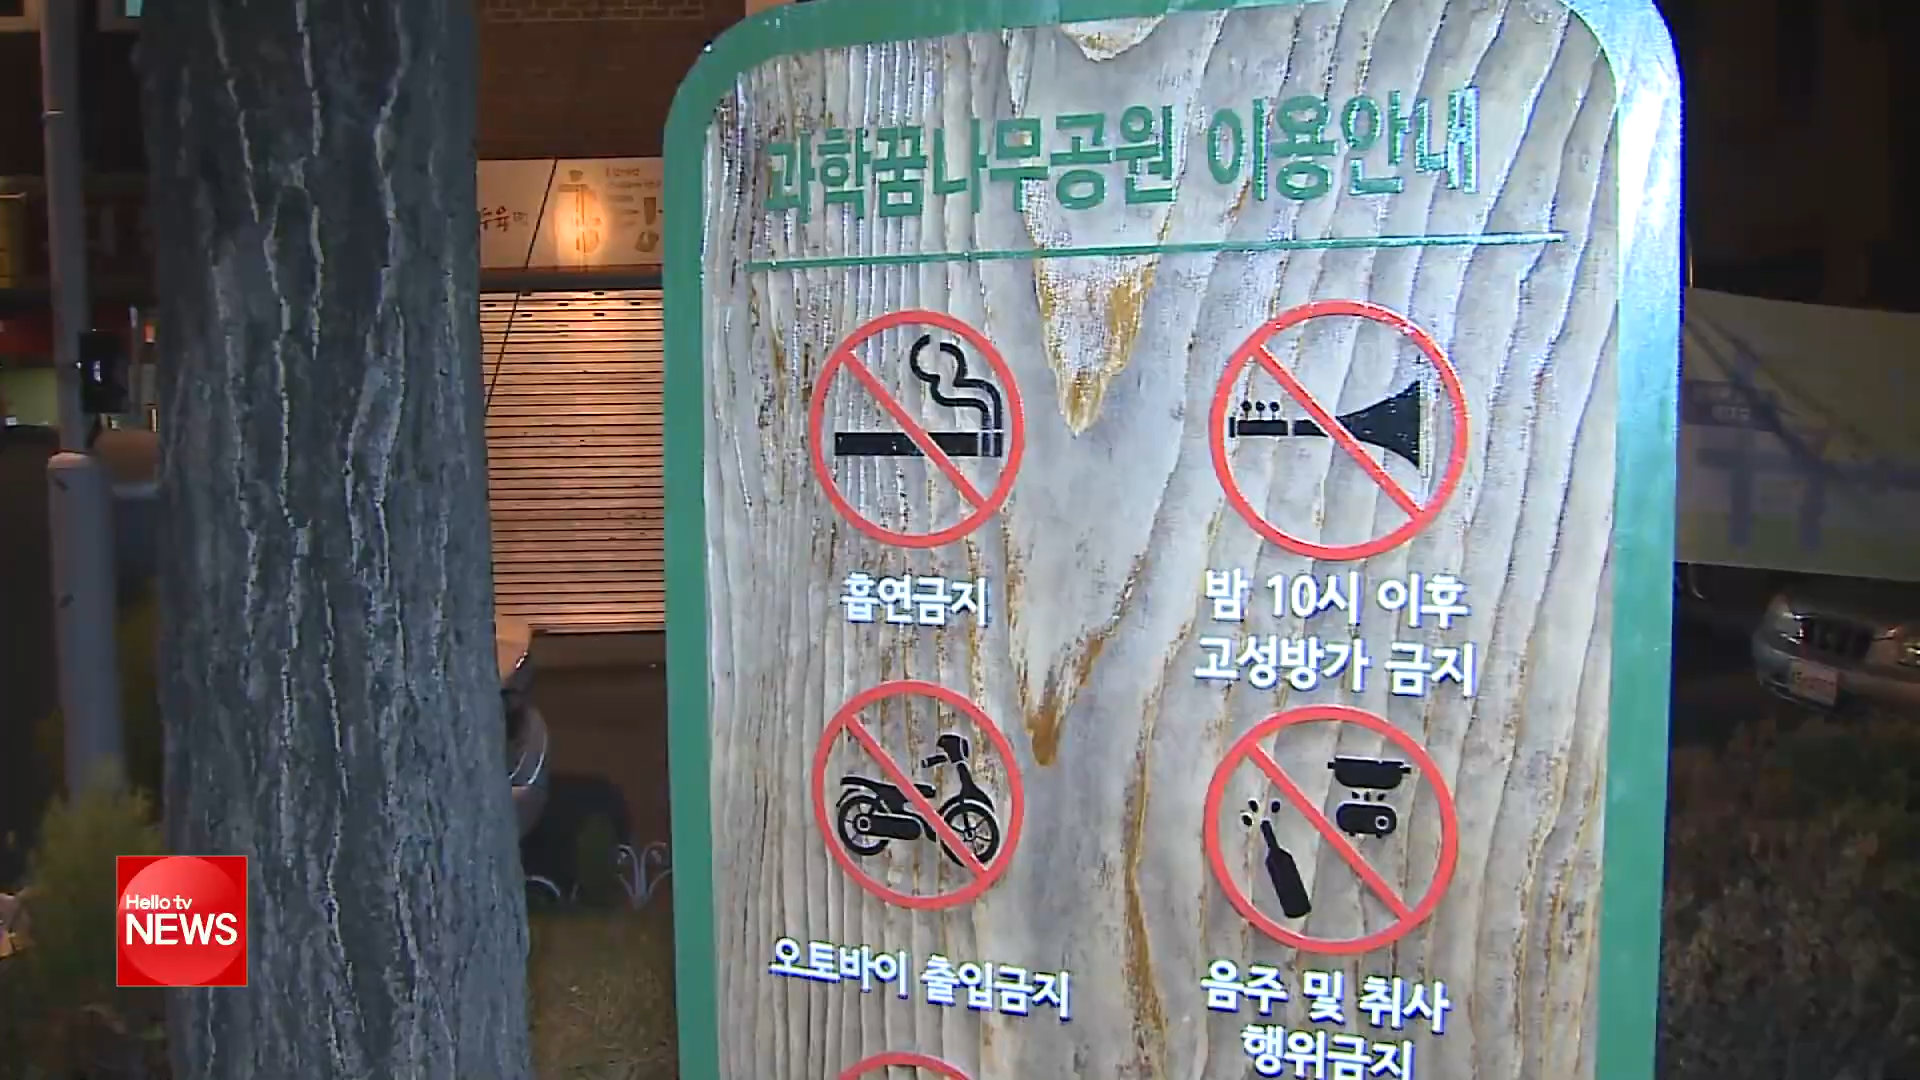 과학꿈나무공원 이용안내
흡연금지
밤 10시 이후
고성방가 금지
오토바이 출입금지
음주 및 취사
행위금지
Hello tv
NEWS